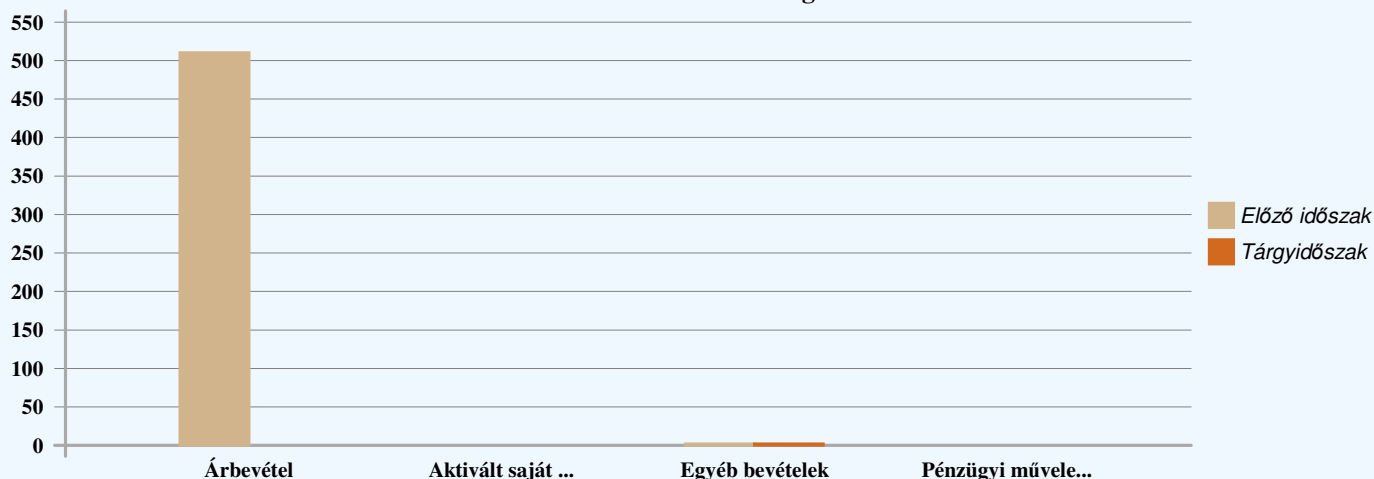 550
500
450
400
350
300
250
200
150
100
50
0
Árbevétel
Aktivált saját ...
Egyéb bevételek
Pénzügyi művele...
Előző időszak
Tárgyidőszak